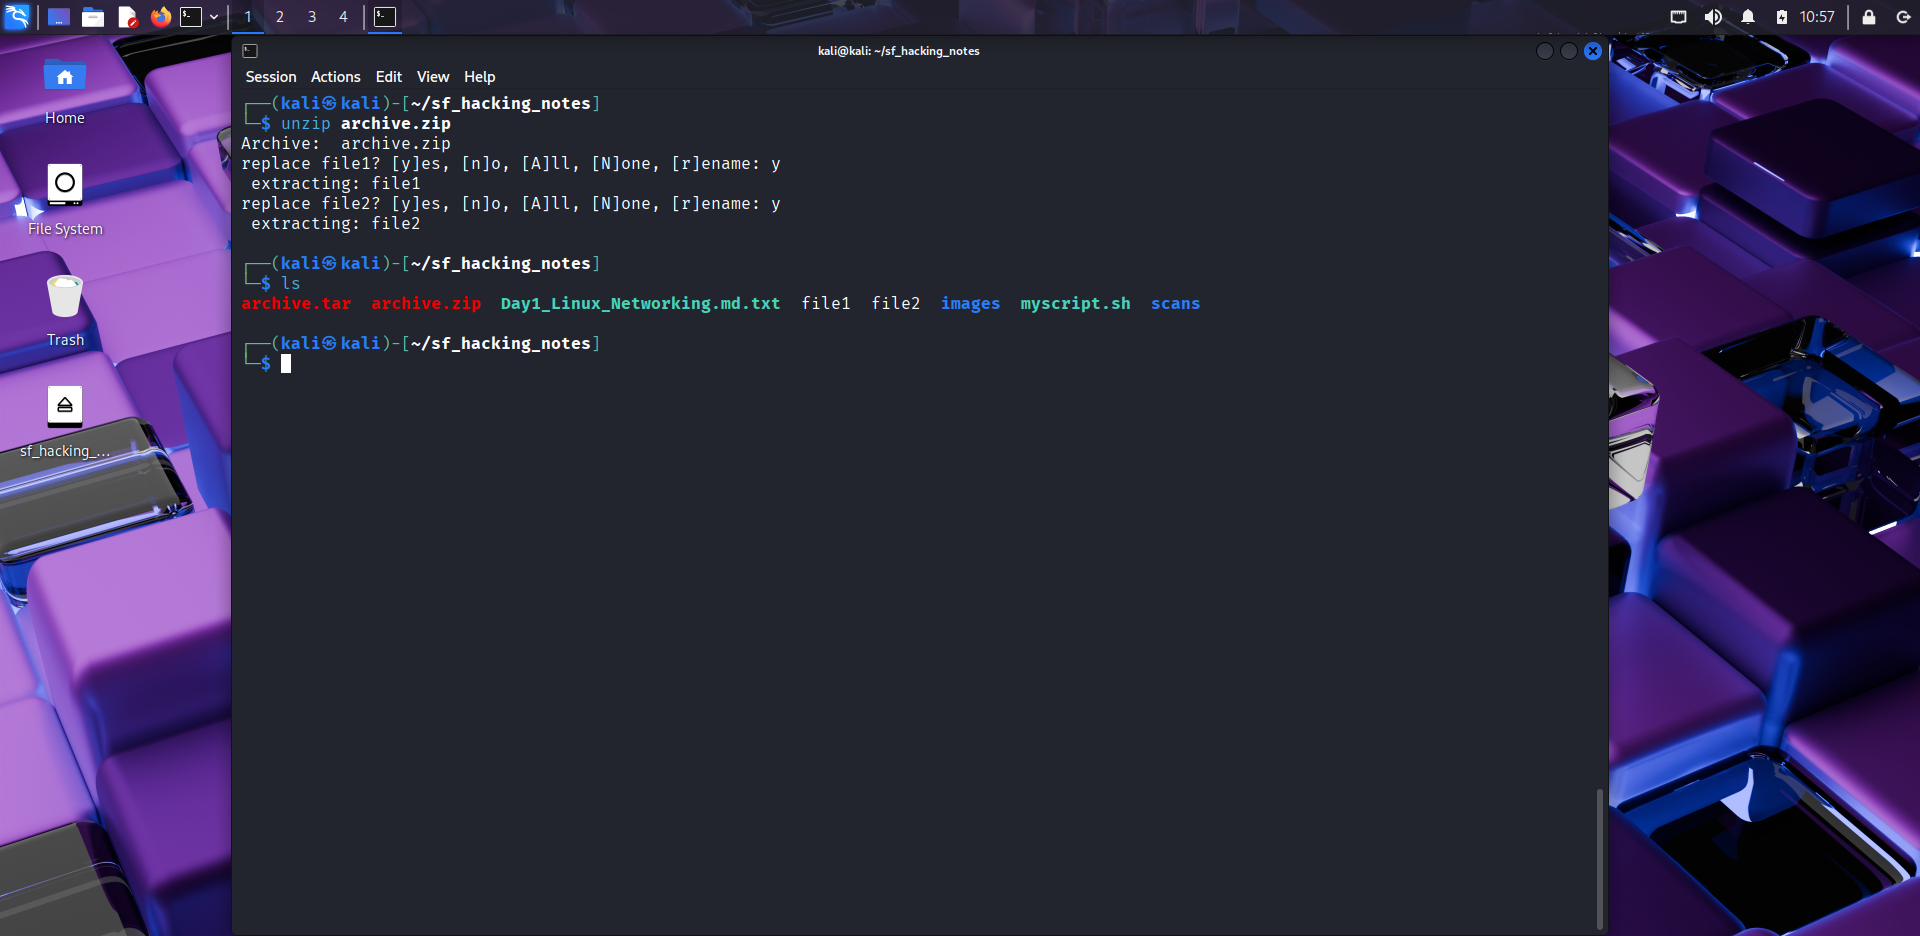 1 2 3 4 10:57
kali@kali: ~/sf_hacking_notes
Session Actions Edit View Help
Home
File System
Trash
sf_hacking_...
┌──(kali㉿kali)-[~/sf_hacking_notes]
└─$ unzip archive.zip
Archive:  archive.zip
replace file1? [y]es, [n]o, [A]ll, [N]one, [r]ename: y
 extracting: file1
replace file2? [y]es, [n]o, [A]ll, [N]one, [r]ename: y
 extracting: file2
┌──(kali㉿kali)-[~/sf_hacking_notes]
└─$ ls
archive.tar  archive.zip  Day1_Linux_Networking.md.txt  file1  file2  images  myscript.sh  scans
┌──(kali㉿kali)-[~/sf_hacking_notes]
└─$